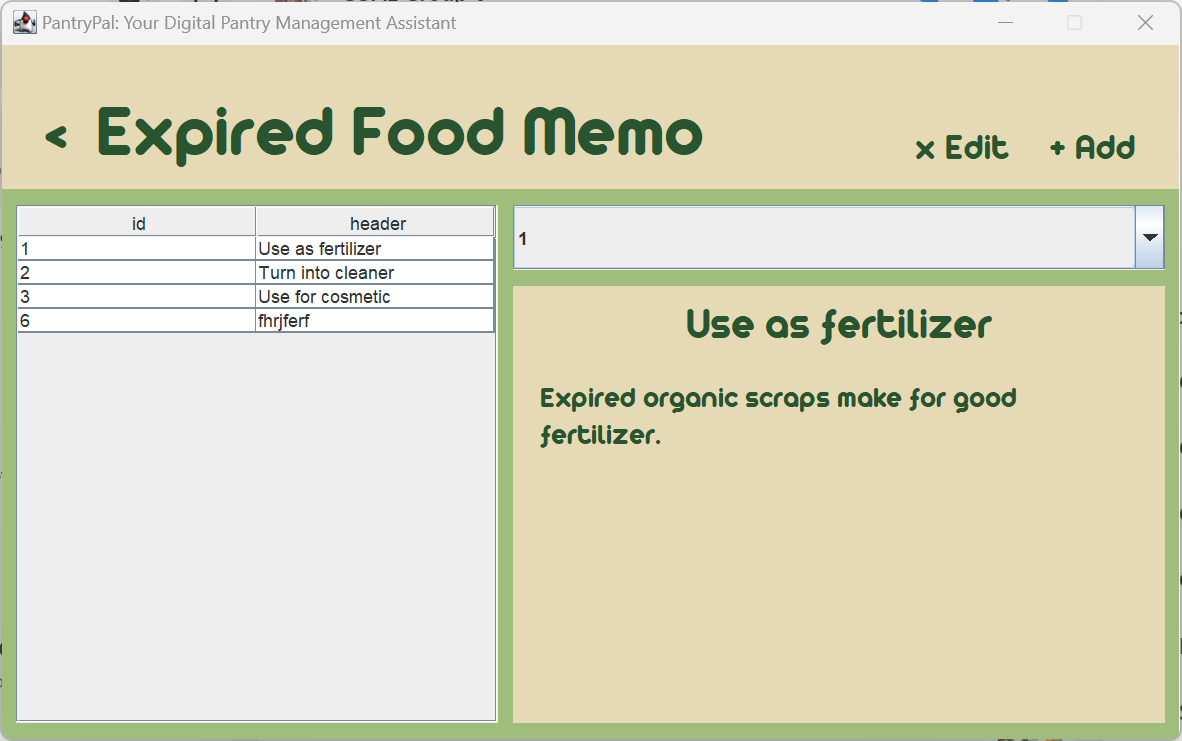 PantryPal: Your Digital Pantry Management Assistant
< Expired Food Memo
x Edit + Add
id header
1 Use as fertilizer
2 Turn into cleaner
3 Use for cosmetic
6 fhrjferf
1
Use as fertilizer
Expired organic scraps make for good
fertilizer.